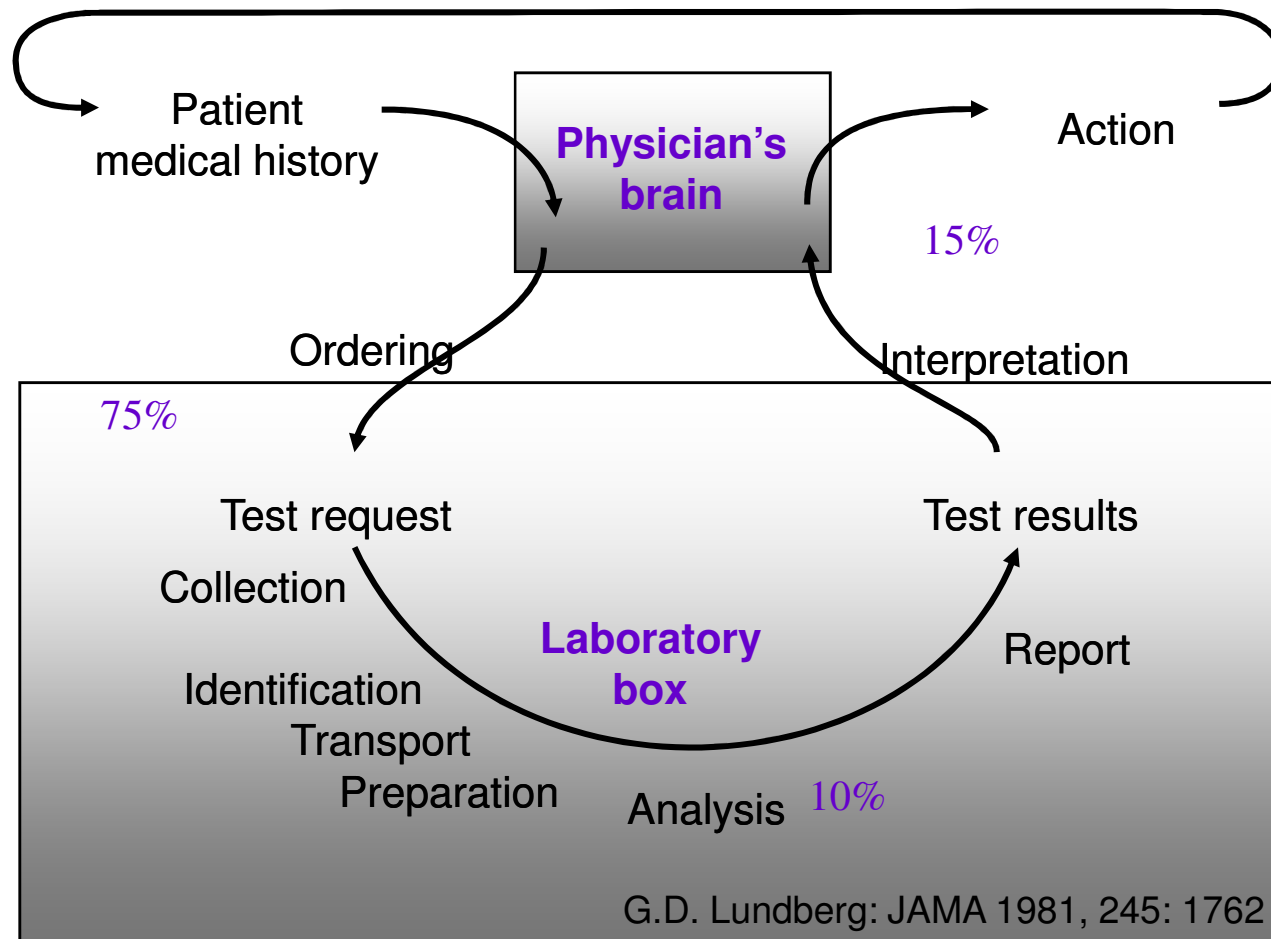 Patient
medical history
Physician's
brain
Action
15%
Ordering
Interpretation
75%
Test request
Test results
Collection
Laboratory
box
Report
Identification
Transport
Preparation
Analysis 10%
G.D. Lundberg: JAMA 1981, 245: 1762